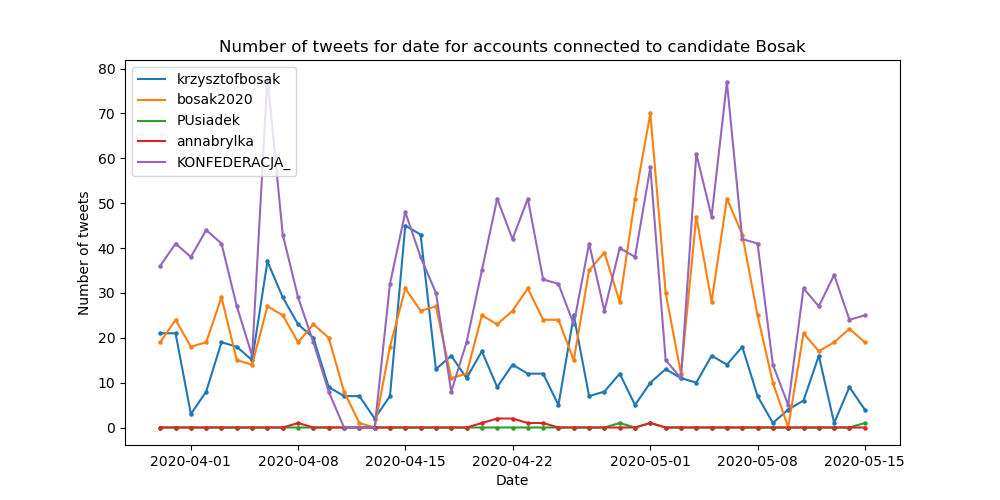 Number of tweets for date for accounts connected to candidate Bosak
80
70
60
50
40
30
20
10
0
Number of tweets
krzysztofbosak
bosak2020
PUsiadek
annabrylka
KONFEDERACJA_
2020-04-01 2020-04-08 2020-04-15 2020-04-22 2020-05-01 2020-05-08 2020-05-15
Date